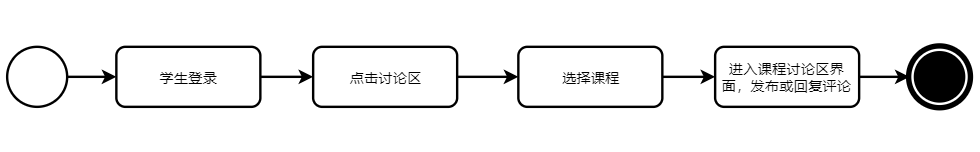 学生登录
点击讨论区
选择课程
进入课程讨论区界
面，发布或回复评论